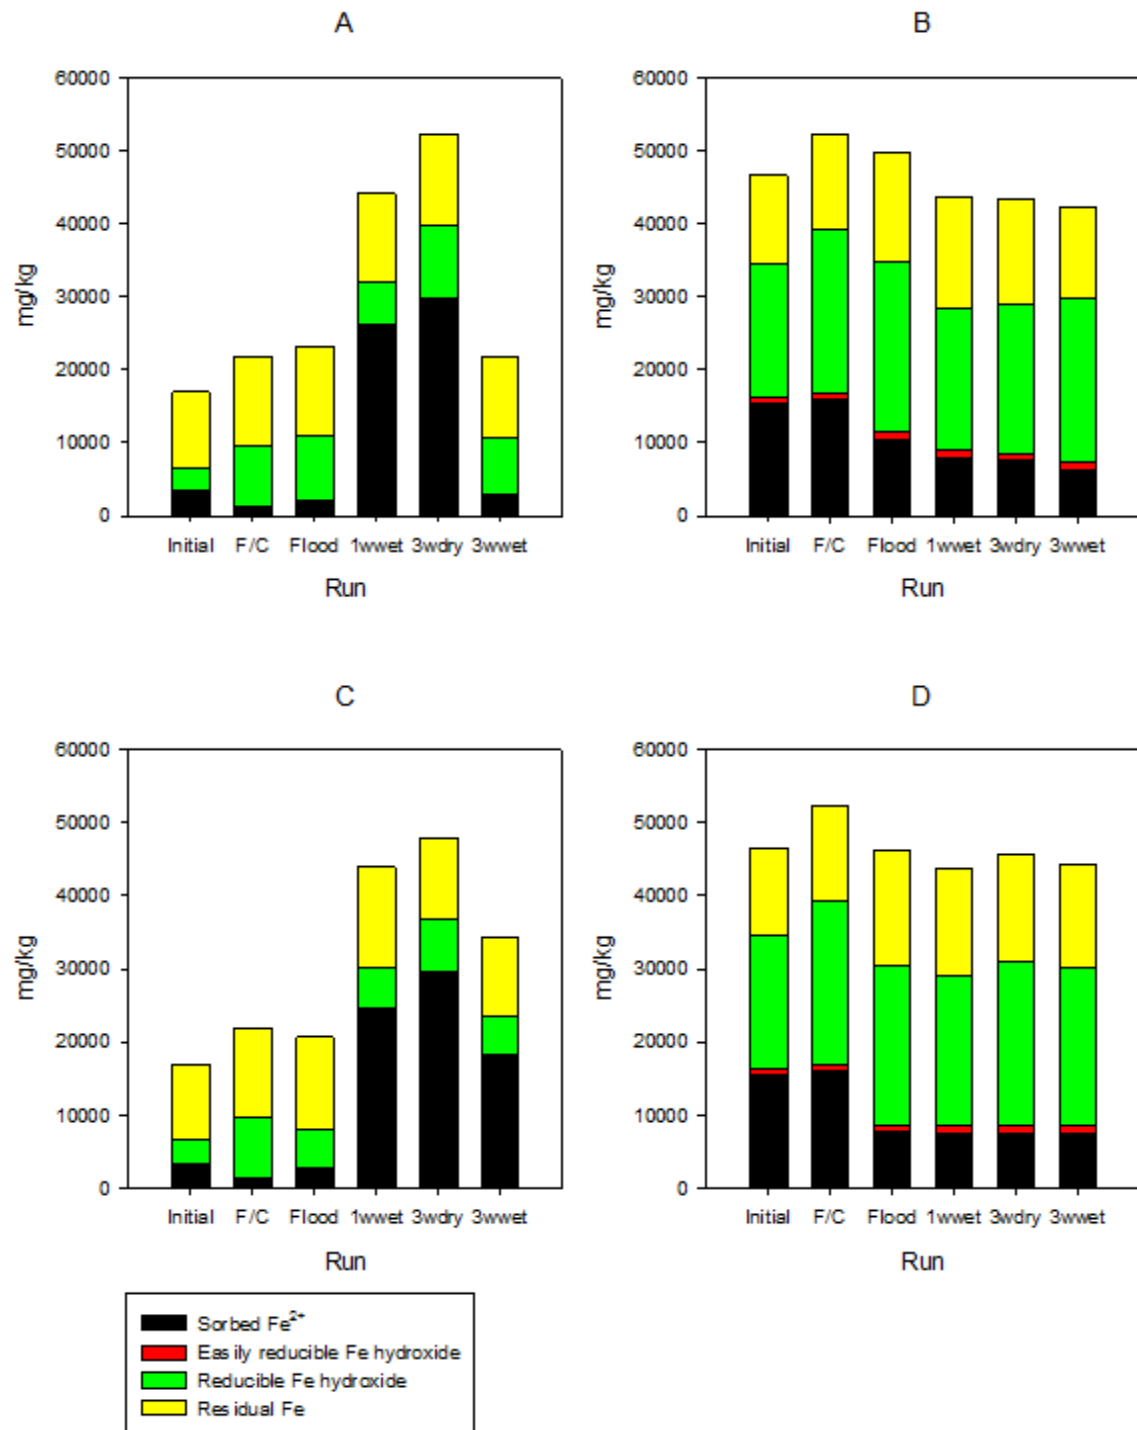 A
B
60000
50000
40000
30000
20000
10000
0
mg/kg
Initial F/C Flood 1wwet 3wdry 3wwet
Run
60000
50000
40000
30000
20000
10000
0
mg/kg
Initial F/C Flood 1wwet 3wdry 3wwet
Run
C
D
60000
50000
40000
30000
20000
10000
0
mg/kg
Initial F/C Flood 1wwet 3wdry 3wwet
Run
60000
50000
40000
30000
20000
10000
0
mg/kg
Initial F/C Flood 1wwet 3wdry 3wwet
Run
Sorbed Fe²⁺
Easily reducible Fe hydroxide
Reducible Fe hydroxide
Residual Fe